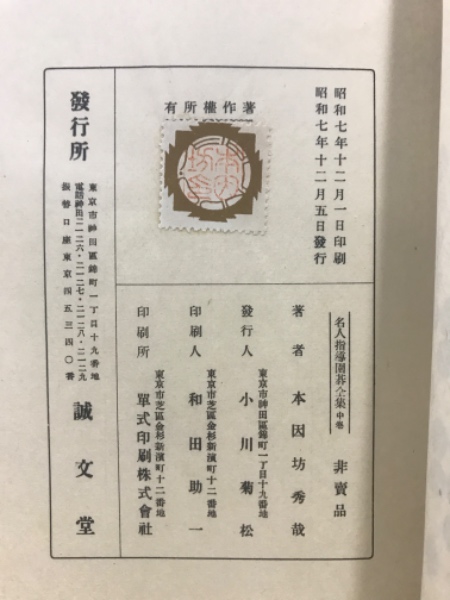 昭和七年十二月一日印刷
昭和七年十二月五日發行
有所權作著
名人指導圍碁全集 中卷
非賣品
著者 本因坊秀哉
東京市神田區錦町一丁目十九番地
發行人 小川菊松
東京市芝區金杉新濱町十二番地
印刷人 和田助一
東京市芝區金杉新濱町十二番地
印刷所 單式印刷株式會社
發行所
東京市神田區錦町一丁目十九番地
電話神田二一二六・二一二七・二一二八・二一二九
振替口座東京四五三四〇番
誠文堂